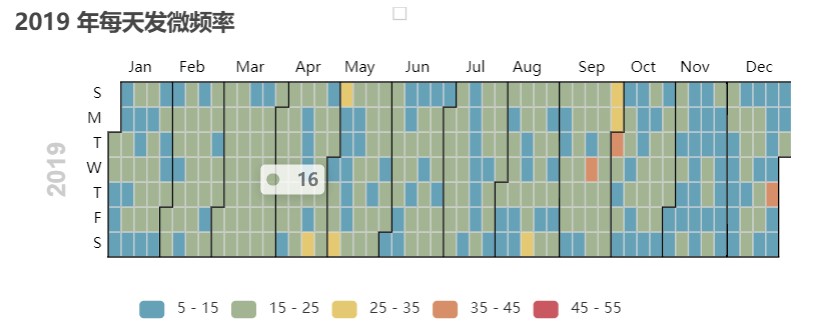 2019 年每天发微频率
Jan Feb Mar Apr May Jun Jul Aug Sep Oct Nov Dec
S
M
T
W
T
F
S
2019
16
5 - 15 15 - 25 25 - 35 35 - 45 45 - 55